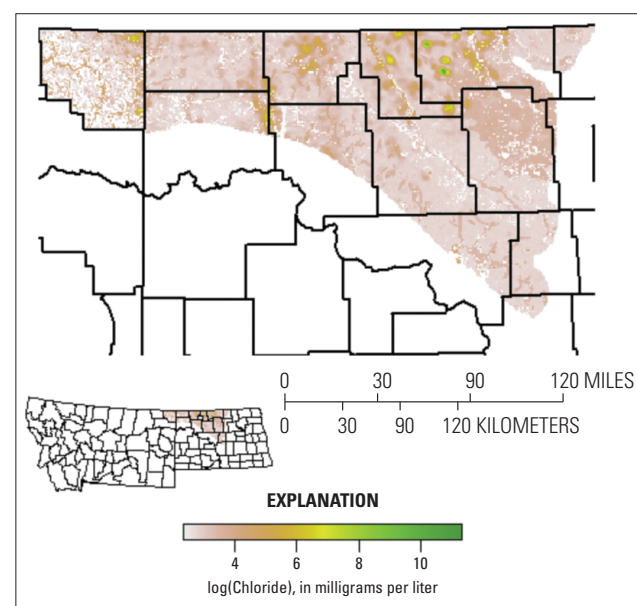 0 30 90 120 MILES
0 30 90 120 KILOMETERS
EXPLANATION
4 6 8 10
log(Chloride), in milligrams per liter